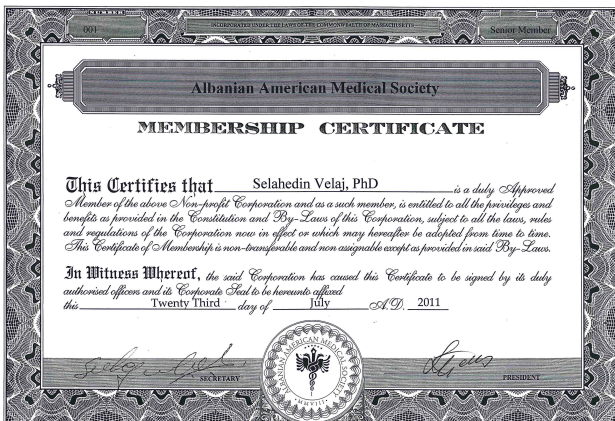 NUMBER
001
INCORPORATED UNDER THE LAWS OF THE COMMONWEALTH OF MASSACHUSETTS
Senior Member
Albanian American Medical Society
MEMBERSHIP CERTIFICATE
This Certifies that Selahedin Velaj, PhD is a duly Approved
Member of the above Non-profit Corporation and as a such member, is entitled to all the privileges and
benefits as provided in the Constitution and By-Laws of this Corporation, subject to all the laws, rules
and regulations of the Corporation now in effect or which may hereafter be adopted from time to time.
This Certificate of Membership is non-transferable and non assignable except as provided in said By-Laws.
In Witness Whereof, the said Corporation has caused this Certificate to be signed by its duly
authorised officers and its Corporate Seal to be hereunto affixed
this Twenty Third day of July A.D. 2011
SECRETARY
ALBANIAN AMERICAN MEDICAL SOCIETY
MMVIII
PRESIDENT